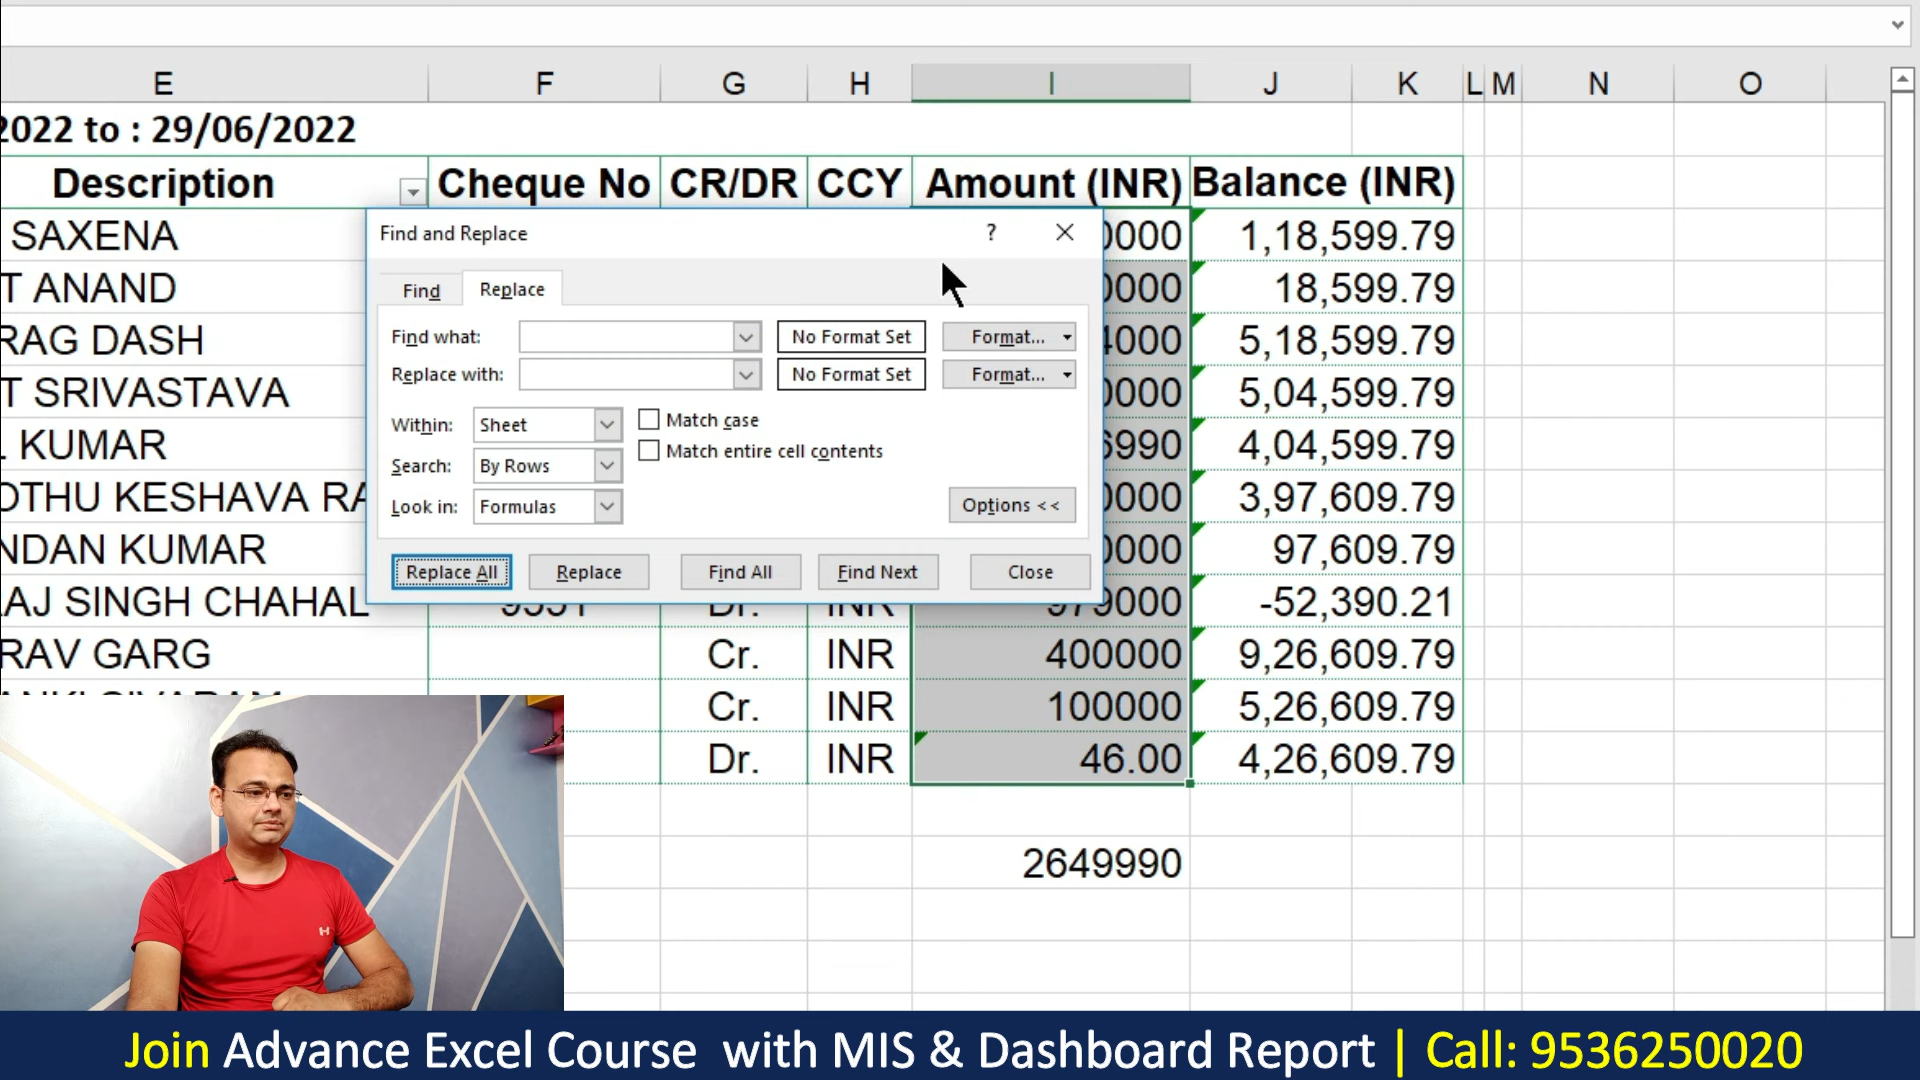 E F G H I J K L M N O
2022 to : 29/06/2022
Description Cheque No CR/DR CCY Amount (INR) Balance (INR)
SAXENA 0000 1,18,599.79
Find and Replace ?
T ANAND 0000 18,599.79
Find Replace
RAG DASH 4000 5,18,599.79
Find what: No Format Set Format...
Replace with: No Format Set Format...
T SRIVASTAVA 0000 5,04,599.79
Within: Sheet Match case
KUMAR 6990 4,04,599.79
Match entire cell contents
Search: By Rows
OTHU KESHAVA RA 0000 3,97,609.79
Look in: Formulas Options <<
NDAN KUMAR 0000 97,609.79
Replace All Replace Find All Find Next Close
AJ SINGH CHAHAL 9551 Dr. INR 979000 -52,390.21
RAV GARG Cr. INR 400000 9,26,609.79
Cr. INR 100000 5,26,609.79
Dr. INR 46.00 4,26,609.79
2649990
H
Join Advance Excel Course with MIS & Dashboard Report | Call: 9536250020